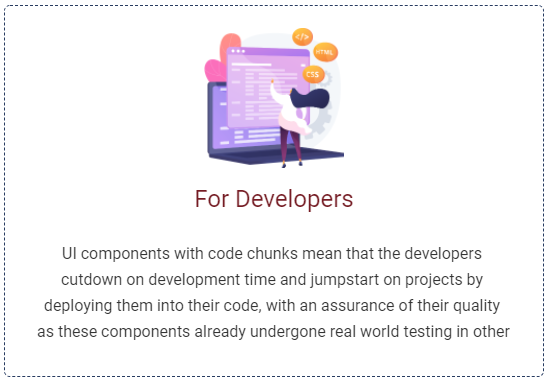 </>
HTML
CSS
For Developers
UI components with code chunks mean that the developers
cutdown on development time and jumpstart on projects by
deploying them into their code, with an assurance of their quality
as these components already undergone real world testing in other